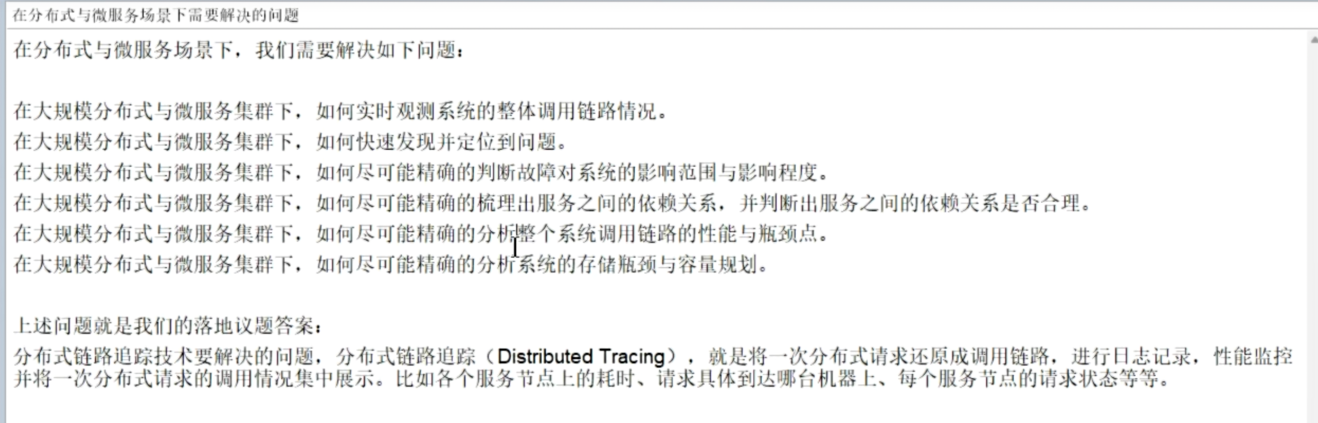 在分布式与微服务场景下需要解决的问题
在分布式与微服务场景下，我们需要解决如下问题：
在大规模分布式与微服务集群下，如何实时观测系统的整体调用链路情况。
在大规模分布式与微服务集群下，如何快速发现并定位到问题。
在大规模分布式与微服务集群下，如何尽可能精确的判断故障对系统的影响范围与影响程度。
在大规模分布式与微服务集群下，如何尽可能精确的梳理出服务之间的依赖关系，并判断出服务之间的依赖关系是否合理。
在大规模分布式与微服务集群下，如何尽可能精确的分析整个系统调用链路的性能与瓶颈点。
在大规模分布式与微服务集群下，如何尽可能精确的分析系统的存储瓶颈与容量规划。
上述问题就是我们的落地议题答案：
分布式链路追踪技术要解决的问题，分布式链路追踪（Distributed Tracing），就是将一次分布式请求还原成调用链路，进行日志记录，性能监控
并将一次分布式请求的调用情况集中展示。比如各个服务节点上的耗时、请求具体到达哪台机器上、每个服务节点的请求状态等等。